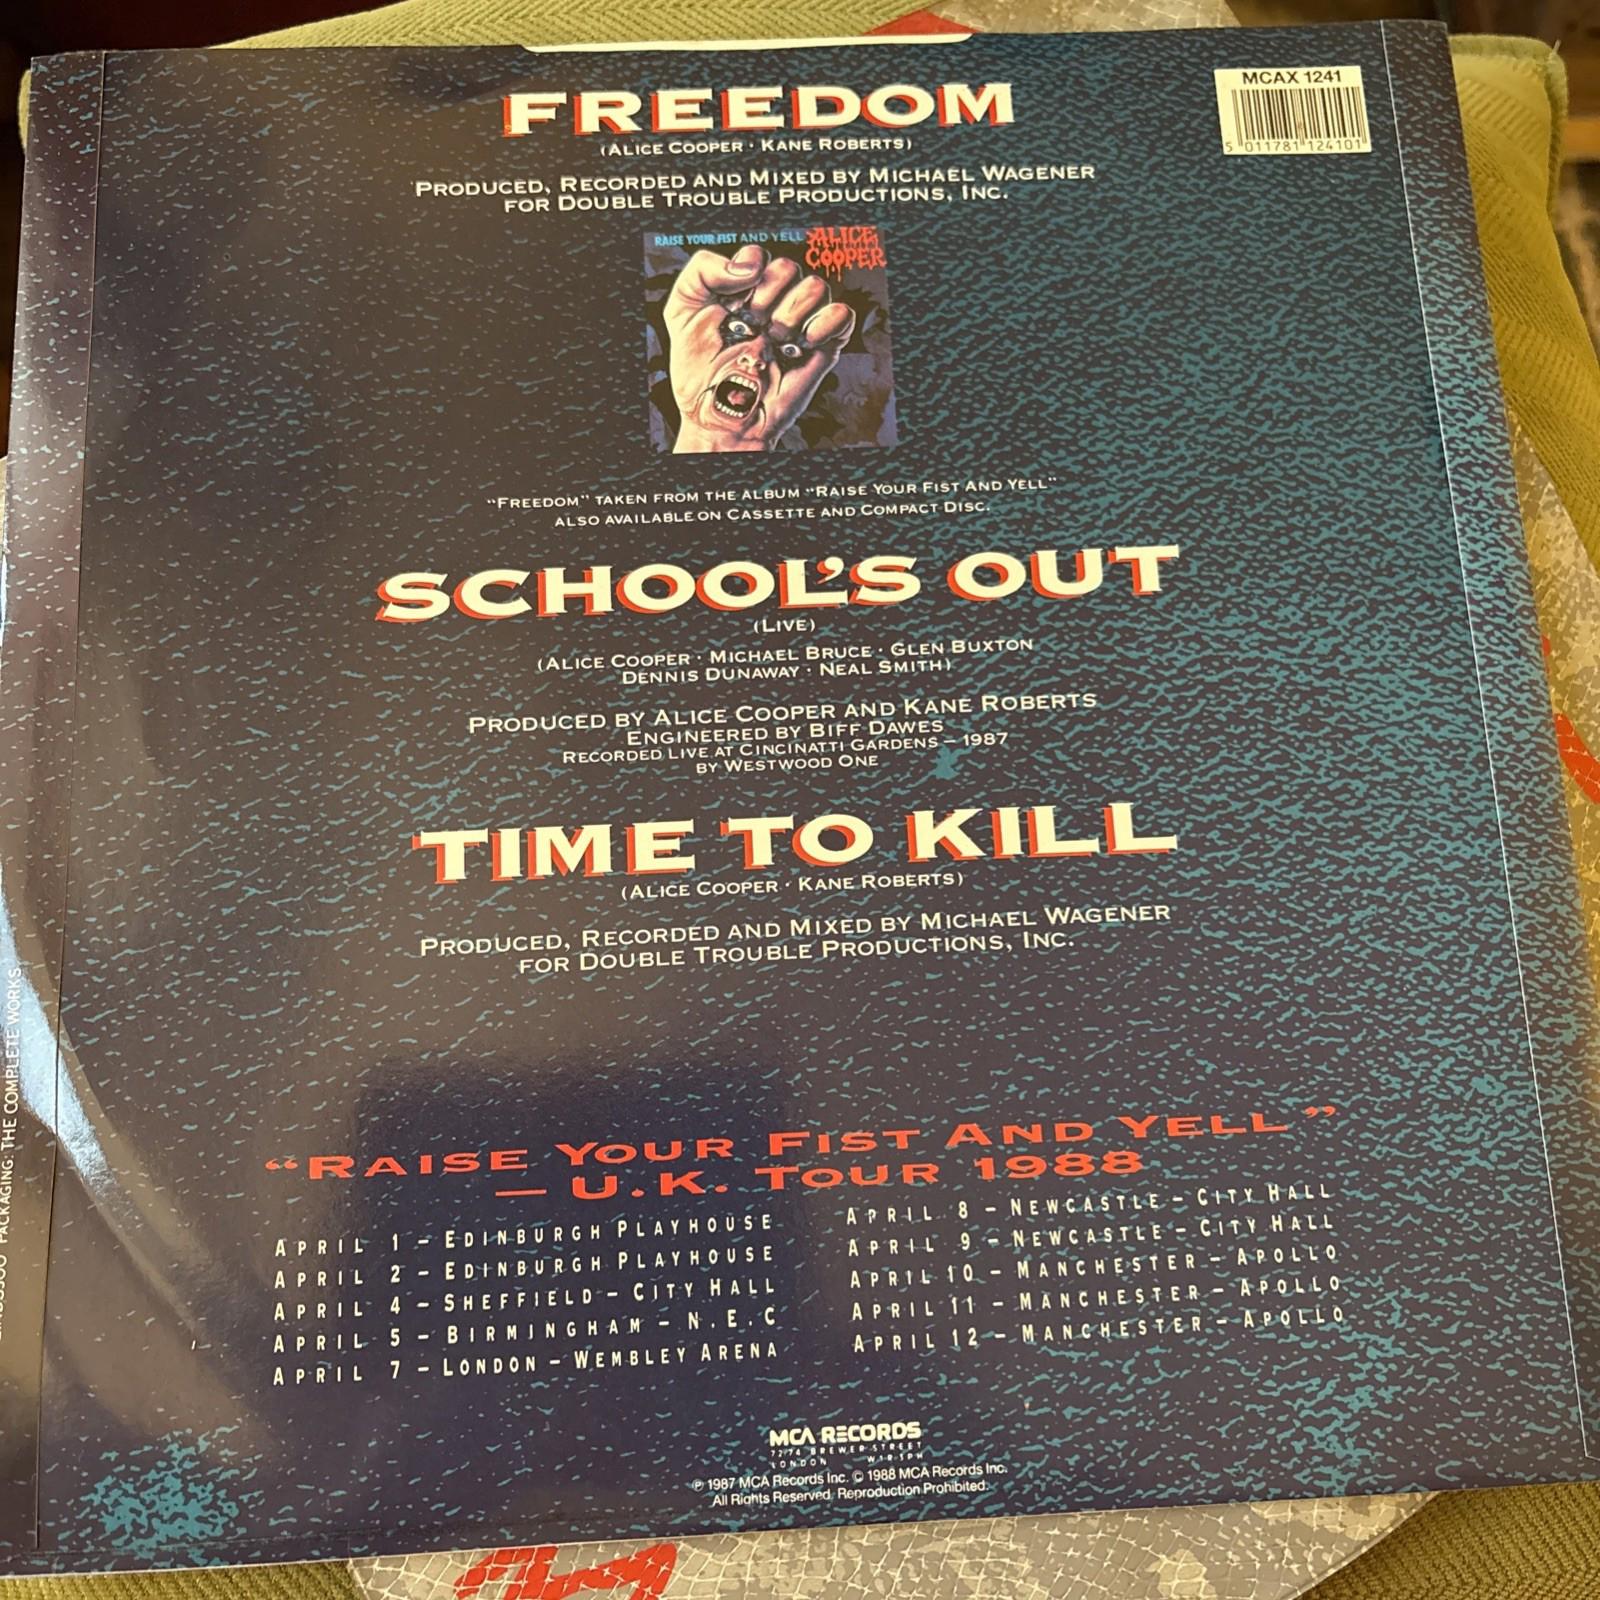 FREEDOM
(ALICE COOPER · KANE ROBERTS)
PRODUCED, RECORDED AND MIXED BY MICHAEL WAGENER
FOR DOUBLE TROUBLE PRODUCTIONS, INC.
MCAX 1241
5 011781 124101
RAISE YOUR FIST AND YELL
ALICE
COOPER
"FREEDOM" TAKEN FROM THE ALBUM "RAISE YOUR FIST AND YELL"
ALSO AVAILABLE ON CASSETTE AND COMPACT DISC.
SCHOOL'S OUT
(LIVE)
(ALICE COOPER · MICHAEL BRUCE · GLEN BUXTON
DENNIS DUNAWAY · NEAL SMITH)
PRODUCED BY ALICE COOPER AND KANE ROBERTS
ENGINEERED BY BIFF DAWES
RECORDED LIVE AT CINCINATTI GARDENS – 1987
BY WESTWOOD ONE
TIME TO KILL
(ALICE COOPER · KANE ROBERTS)
PRODUCED, RECORDED AND MIXED BY MICHAEL WAGENER
FOR DOUBLE TROUBLE PRODUCTIONS, INC.
"RAISE YOUR FIST AND YELL"
— U.K. TOUR 1988
APRIL 1 – EDINBURGH PLAYHOUSE
APRIL 2 – EDINBURGH PLAYHOUSE
APRIL 4 – SHEFFIELD – CITY HALL
APRIL 5 – BIRMINGHAM – N.E.C
APRIL 7 – LONDON – WEMBLEY ARENA
APRIL 8 – NEWCASTLE – CITY HALL
APRIL 9 – NEWCASTLE – CITY HALL
APRIL 10 – MANCHESTER – APOLLO
APRIL 11 – MANCHESTER – APOLLO
APRIL 12 – MANCHESTER – APOLLO
MCA RECORDS
72/74 BREWER STREET
LONDON W1R 3PH
℗ 1987 MCA Records Inc. © 1988 MCA Records Inc.
All Rights Reserved. Reproduction Prohibited.
PACKAGING: THE COMPLETE WORKS